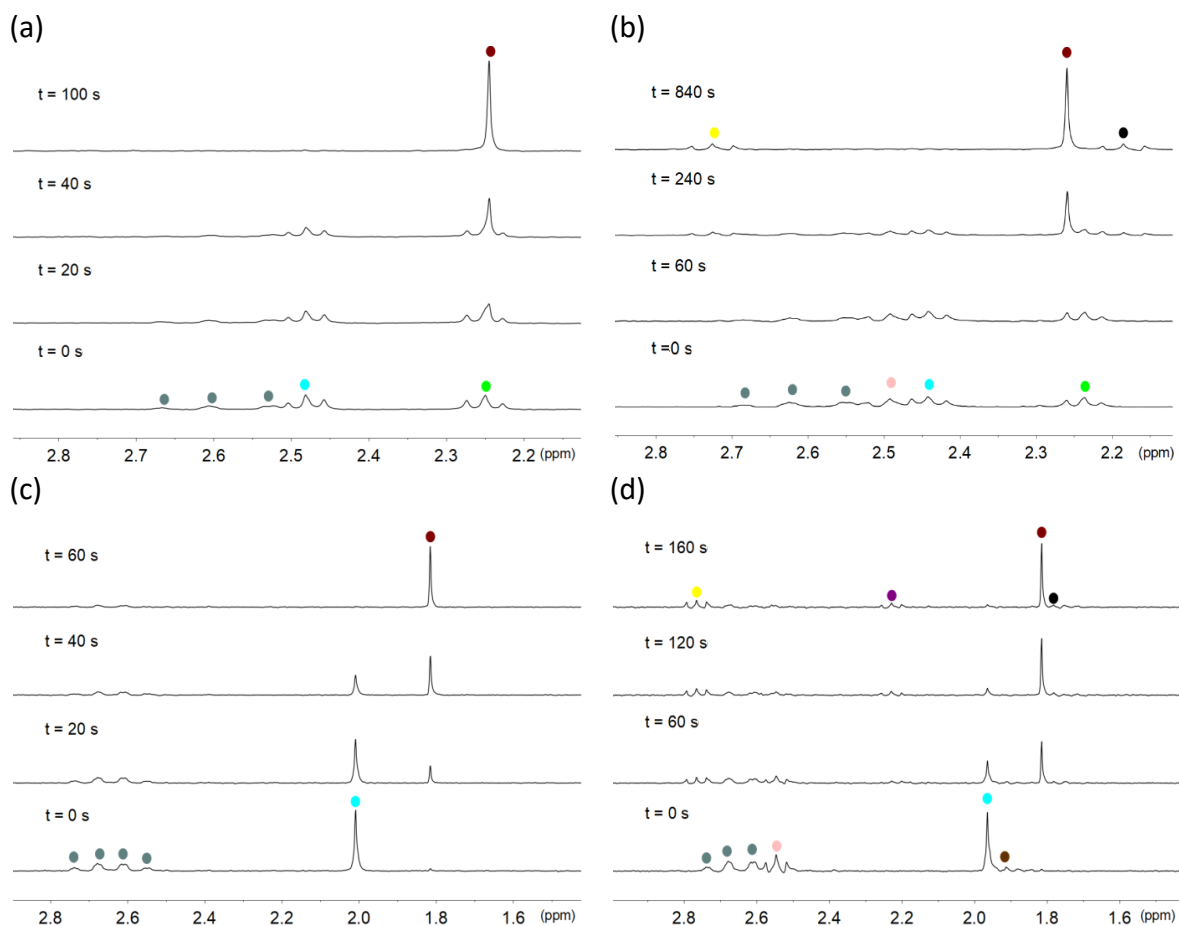 (a)
t = 100 s
t = 40 s
t = 20 s
t = 0 s
2.8 2.7 2.6 2.5 2.4 2.3 2.2 (ppm)
(b)
t = 840 s
t = 240 s
t = 60 s
t = 0 s
2.8 2.7 2.6 2.5 2.4 2.3 2.2 (ppm)
(c)
t = 60 s
t = 40 s
t = 20 s
t = 0 s
2.8 2.6 2.4 2.2 2.0 1.8 1.6 (ppm)
(d)
t = 160 s
t = 120 s
t = 60 s
t = 0 s
2.8 2.6 2.4 2.2 2.0 1.8 1.6 (ppm)